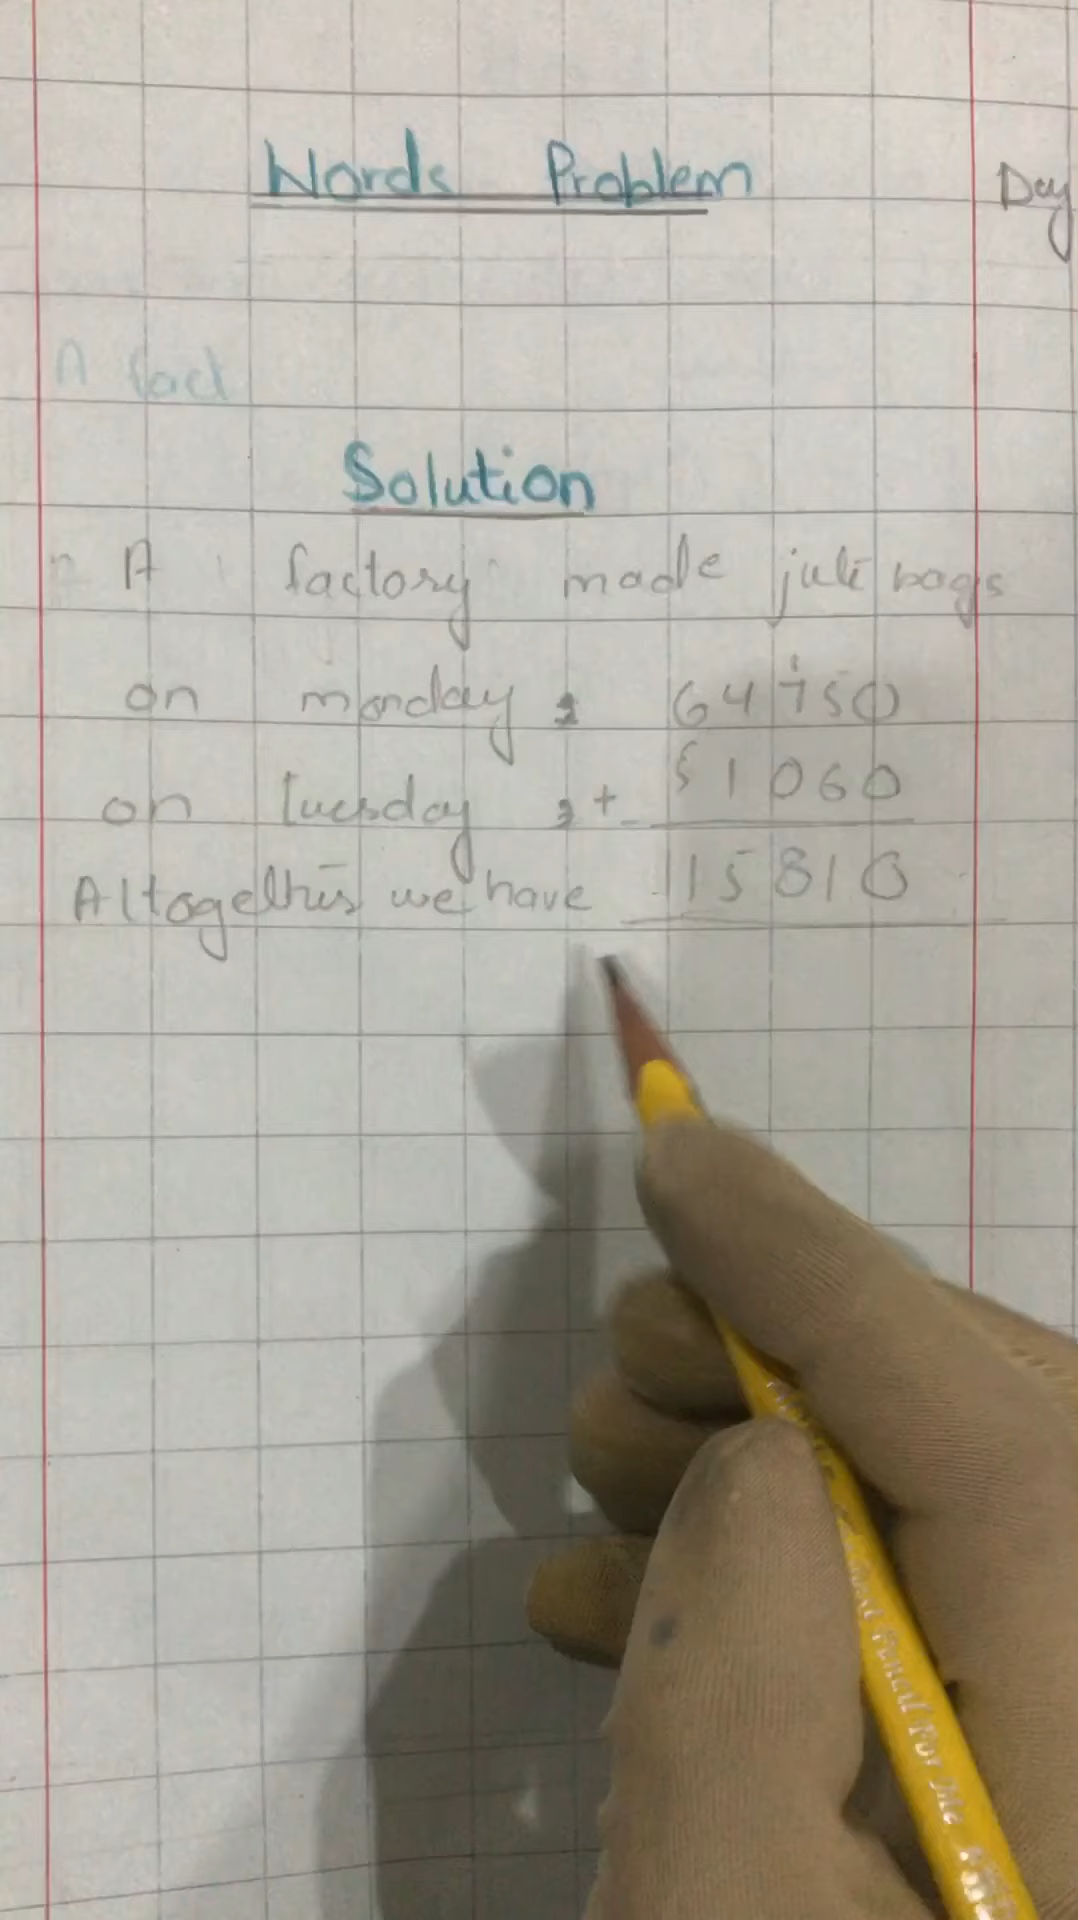 Words Problem
Day
A fact
Solution
A factory made jute bags
on monday = 64750
1
on Tuesday = + 51060
Altogether we have 115810